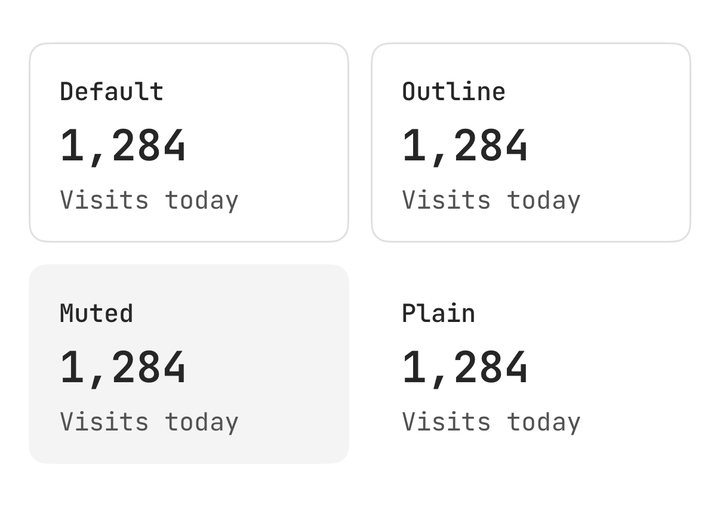 Default
1,284
Visits today
Outline
1,284
Visits today
Muted
1,284
Visits today
Plain
1,284
Visits today